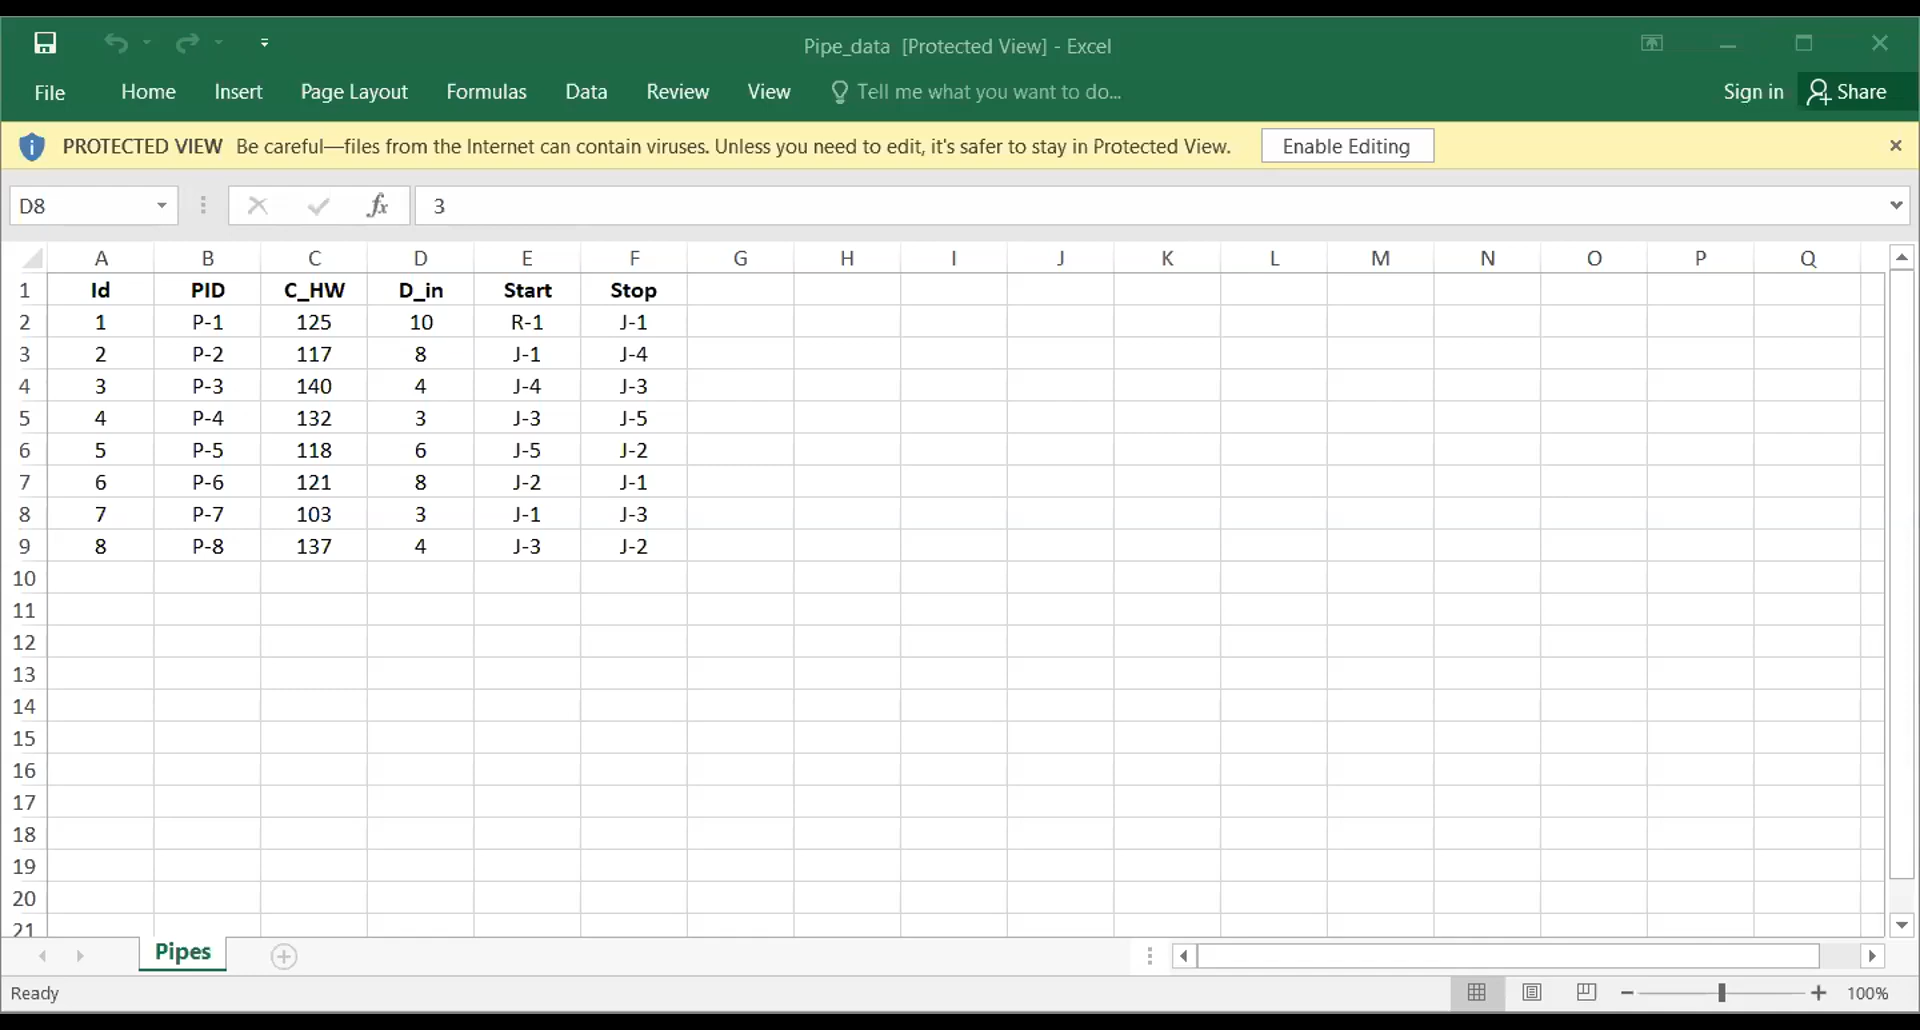 Pipe_data [Protected View] - Excel
File Home Insert Page Layout Formulas Data Review View Tell me what you want to do... Sign in Share
PROTECTED VIEW Be careful—files from the Internet can contain viruses. Unless you need to edit, it's safer to stay in Protected View. Enable Editing
D8 fx 3
A B C D E F G H I J K L M N O P Q
1 Id PID C_HW D_in Start Stop
2 1 P-1 125 10 R-1 J-1
3 2 P-2 117 8 J-1 J-4
4 3 P-3 140 4 J-4 J-3
5 4 P-4 132 3 J-3 J-5
6 5 P-5 118 6 J-5 J-2
7 6 P-6 121 8 J-2 J-1
8 7 P-7 103 3 J-1 J-3
9 8 P-8 137 4 J-3 J-2
10
11
12
13
14
15
16
17
18
19
20
21
Pipes
Ready 100%